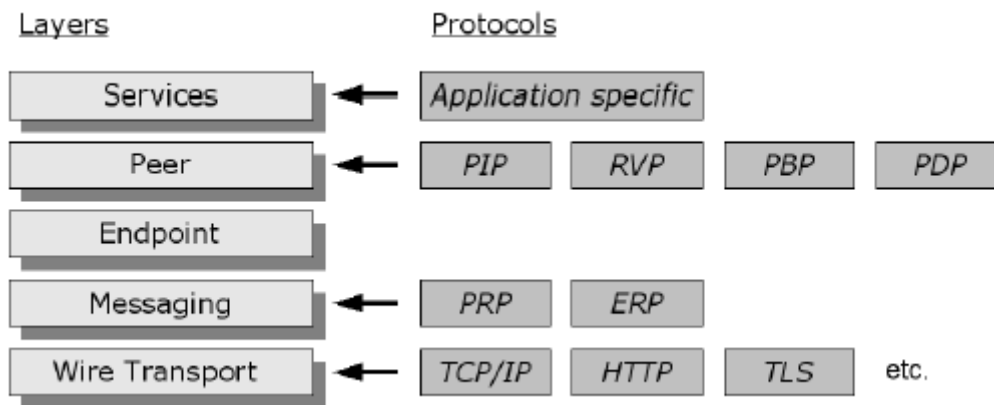 Layers Protocols
Services Application specific
Peer PIP RVP PBP PDP
Endpoint
Messaging PRP ERP
Wire Transport TCP/IP HTTP TLS etc.